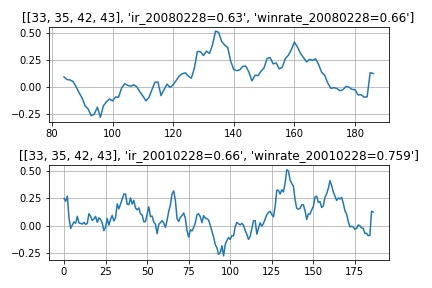 [[33, 35, 42, 43], 'ir_20080228=0.63', 'winrate_20080228=0.66']
0.50
0.25
0.00
−0.25
80 100 120 140 160 180
[[33, 35, 42, 43], 'ir_20010228=0.66', 'winrate_20010228=0.759']
0.50
0.25
0.00
−0.25
0 25 50 75 100 125 150 175